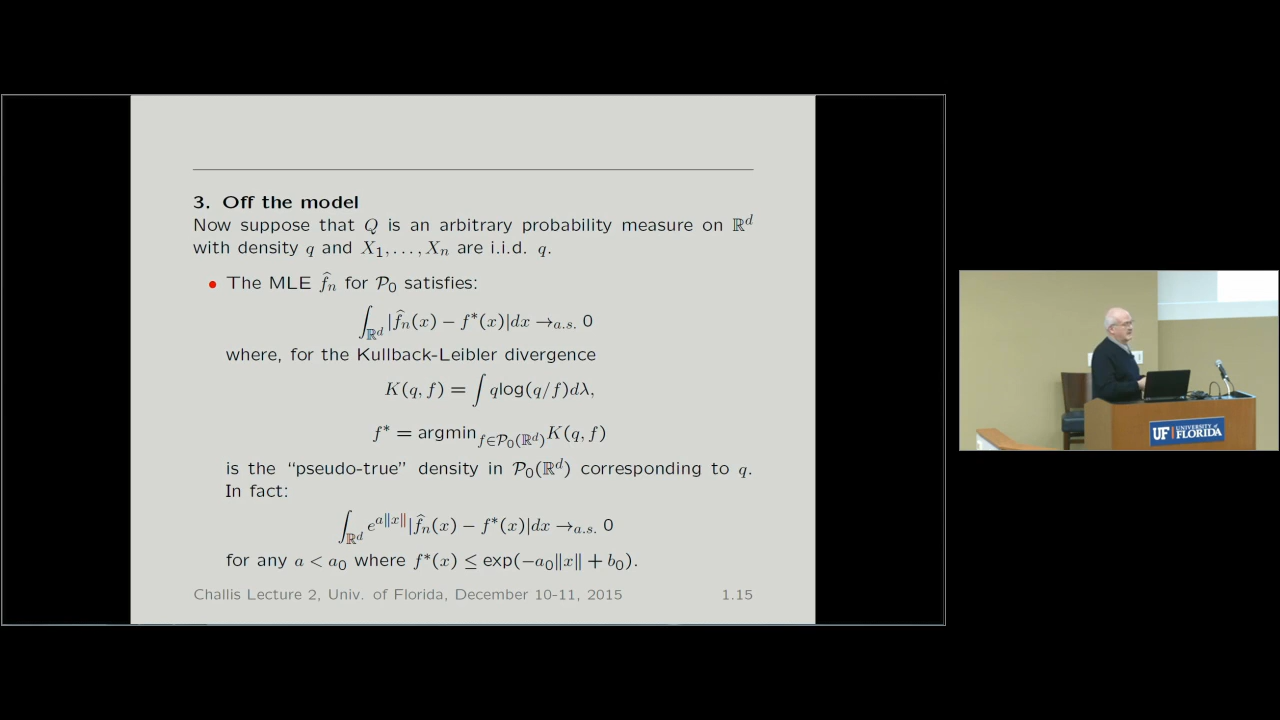 3. Off the model
Now suppose that Q is an arbitrary probability measure on ℝ^d
with density q and X_1, . . . , X_n are i.i.d. q.
• The MLE f̂_n for 𝒫_0 satisfies:
∫_{ℝ^d} |f̂_n(x) − f*(x)|dx →_{a.s.} 0
where, for the Kullback-Leibler divergence
K(q, f) = ∫ q log(q/f)dλ,
f* = argmin_{f∈𝒫_0(ℝ^d)} K(q, f)
is the “pseudo-true” density in 𝒫_0(ℝ^d) corresponding to q.
In fact:
∫_{ℝ^d} e^{a‖x‖}|f̂_n(x) − f*(x)|dx →_{a.s.} 0
for any a < a_0 where f*(x) ≤ exp(−a_0‖x‖ + b_0).
Challis Lecture 2, Univ. of Florida, December 10-11, 2015 1.15
UF UNIVERSITY of
FLORIDA